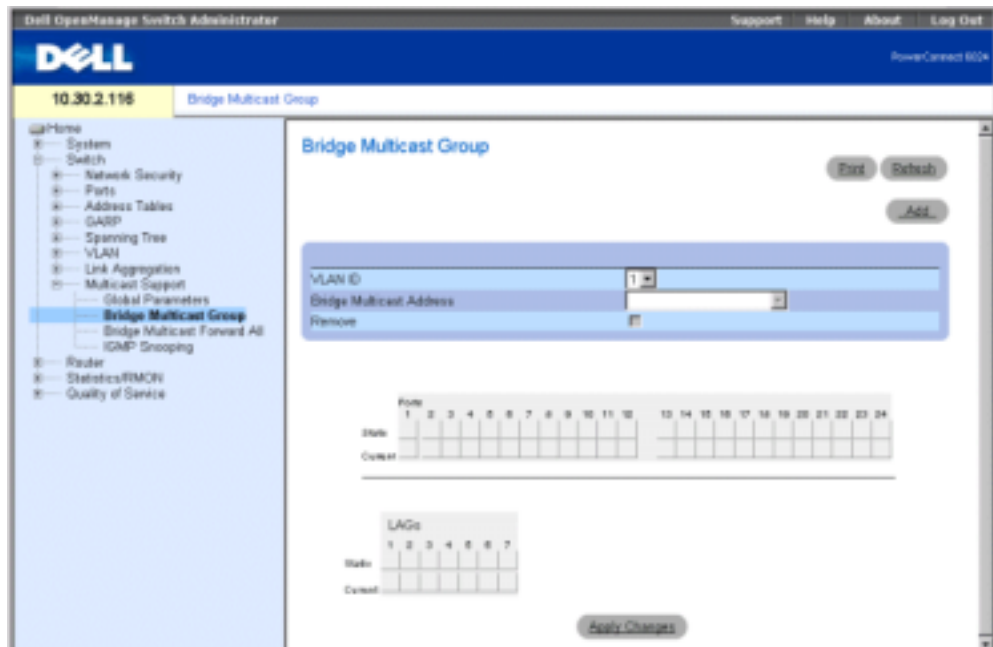 Dell OpenManage Switch Administrator Support Help About Log Out
DELL
PowerConnect 6024
10.30.2.116 Bridge Multicast Group
Home
System
Switch
Network Security
Ports
Address Tables
GARP
Spanning Tree
VLAN
Link Aggregation
Multicast Support
Global Parameters
Bridge Multicast Group
Bridge Multicast Forward All
IGMP Snooping
Router
Statistics/RMON
Quality of Service
Bridge Multicast Group
Print Refresh
Add
VLAN ID 1
Bridge Multicast Address
Remove
Ports
1 2 3 4 5 6 7 8 9 10 11 12 13 14 15 16 17 18 19 20 21 22 23 24
Static
Current
LAGs
1 2 3 4 5 6 7
Static
Current
Apply Changes